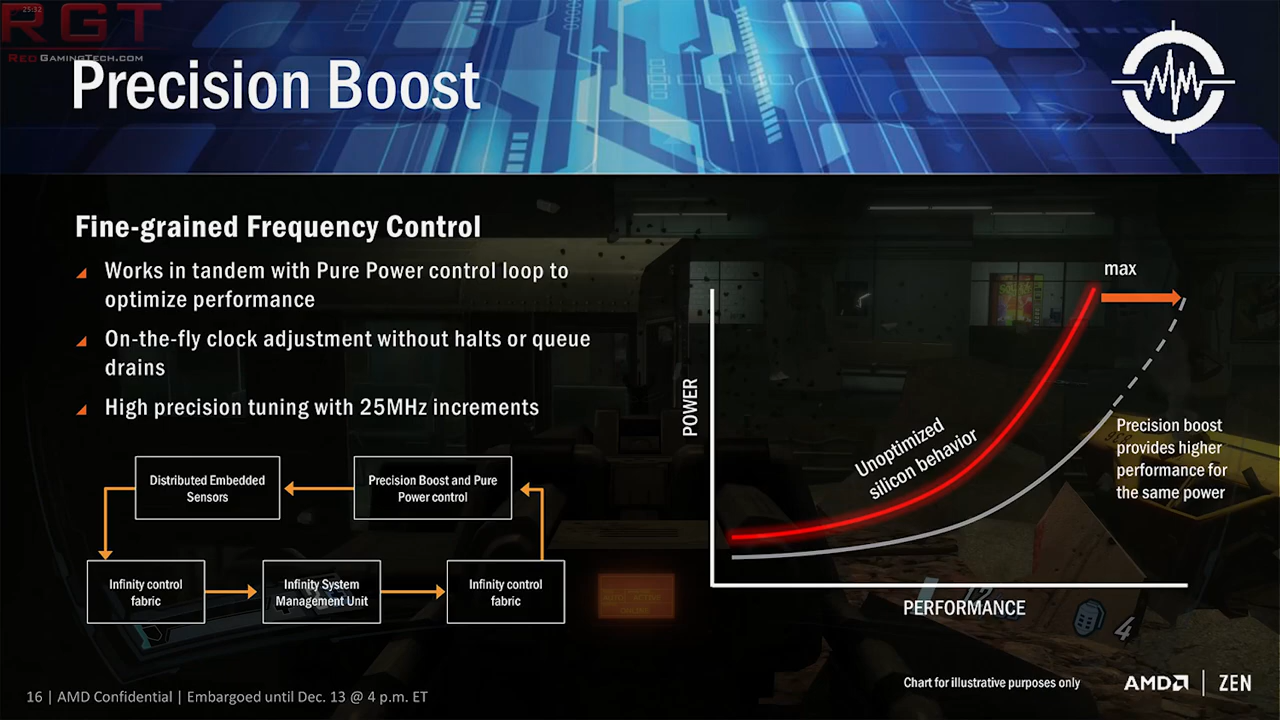 25:32
RGT
REDGAMINGTECH.COM
Precision Boost
Fine-grained Frequency Control
Works in tandem with Pure Power control loop to
optimize performance
On-the-fly clock adjustment without halts or queue
drains
High precision tuning with 25MHz increments
Distributed Embedded
Sensors
Precision Boost and Pure
Power control
Infinity control
fabric
Infinity System
Management Unit
Infinity control
fabric
max
POWER
Unoptimized
silicon behavior
Precision boost
provides higher
performance for
the same power
PERFORMANCE
4
Chart for illustrative purposes only
AMD | ZEN
16 | AMD Confidential | Embargoed until Dec. 13 @ 4 p.m. ET